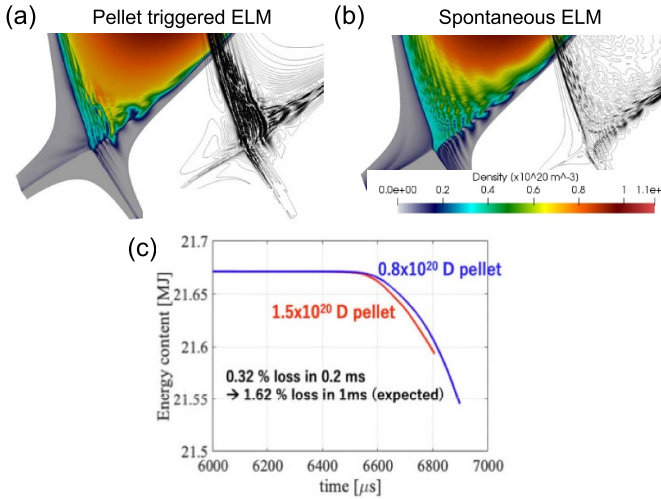 (a) Pellet triggered ELM
(b) Spontaneous ELM
Density (x10^20 m^-3)
0.0e+00 0.2 0.4 0.6 0.8 1 1.1e+
(c)
21.7
21.65
21.6
21.55
21.5
Energy content [MJ]
0.8x10²⁰ D pellet
1.5x10²⁰ D pellet
0.32 % loss in 0.2 ms
→ 1.62 % loss in 1ms (expected)
6000 6200 6400 6600 6800 7000
time [μs]